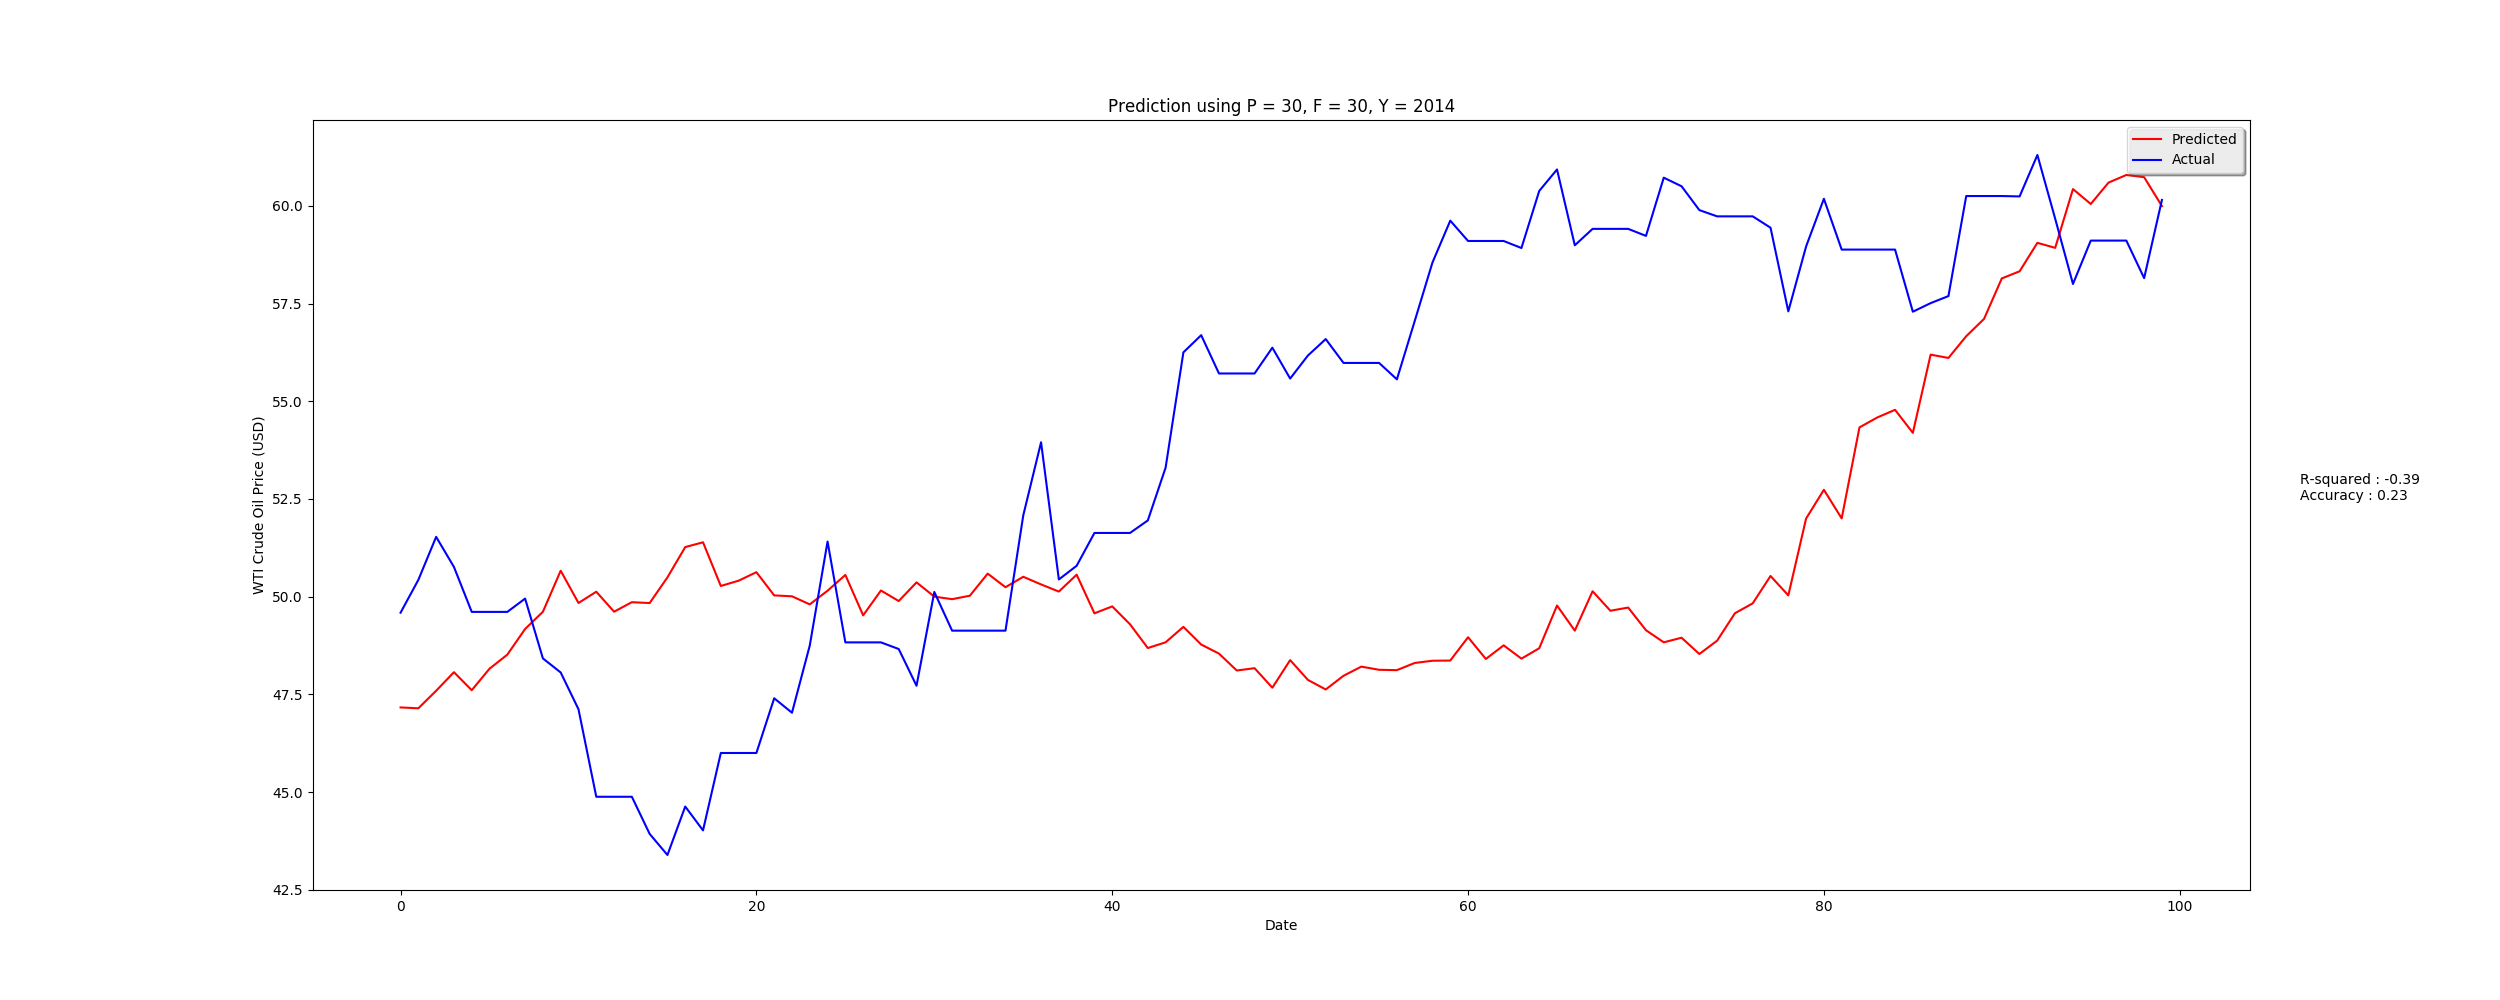 Prediction using P = 30, F = 30, Y = 2014
Predicted
Actual
60.0
57.5
55.0
52.5
50.0
47.5
45.0
42.5
WTI Crude Oil Price (USD)
R-squared : -0.39
Accuracy : 0.23
0 20 40 60 80 100
Date